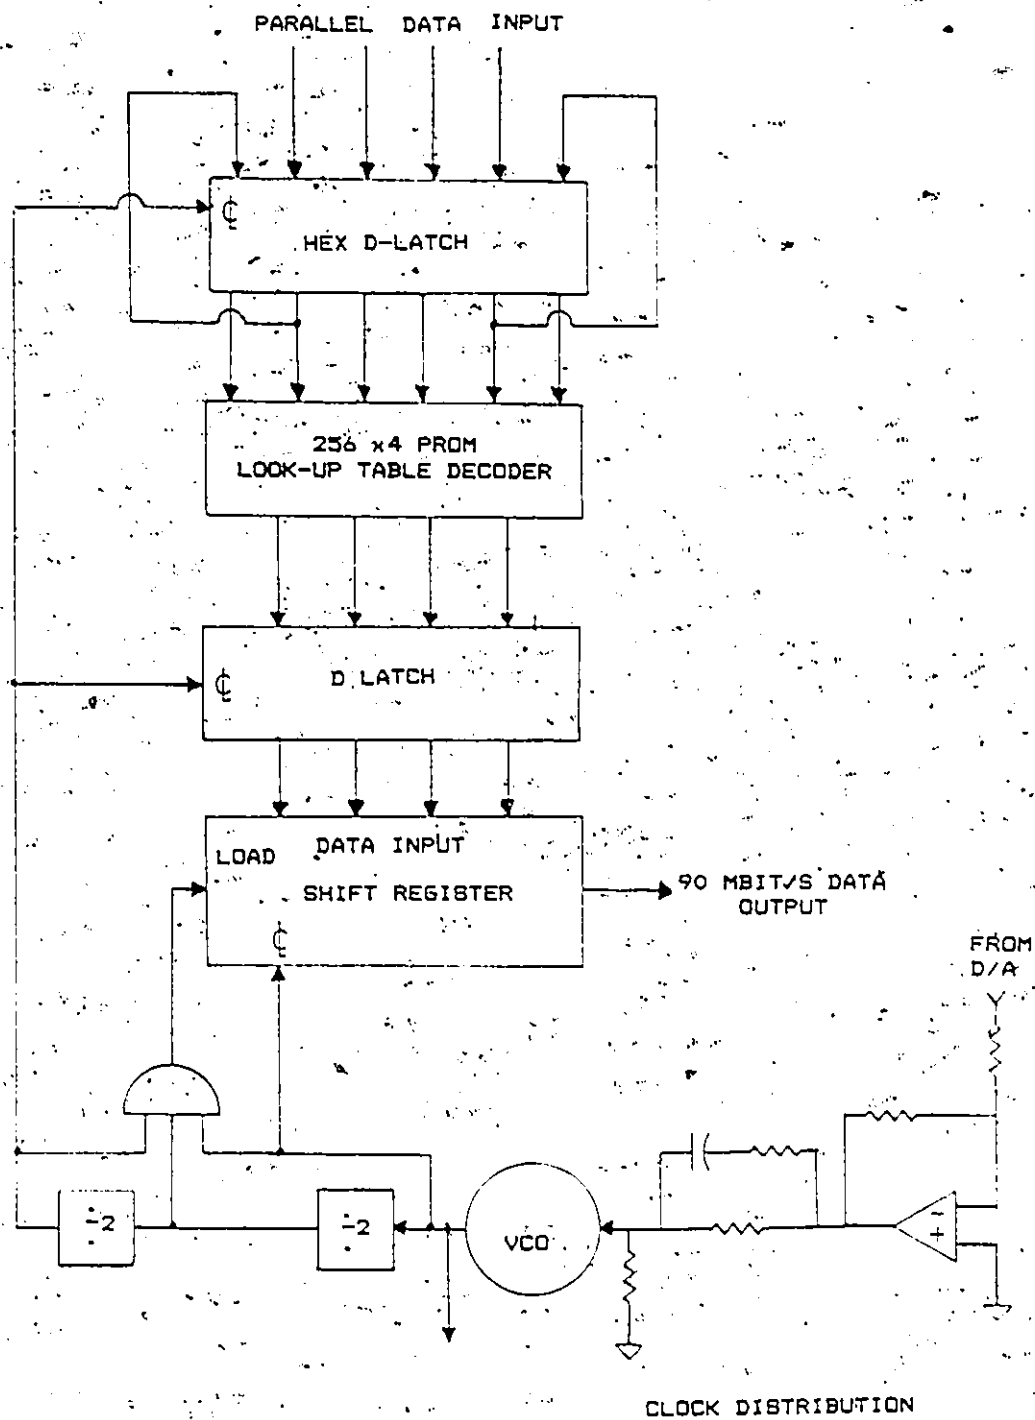 PARALLEL DATA INPUT
HEX D-LATCH
256 x4 PROM
LOOK-UP TABLE DECODER
D LATCH
DATA INPUT
LOAD
SHIFT REGISTER
90 MBIT/S DATA
OUTPUT
FROM
D/A
÷2
÷2
VCO
-
+
CLOCK DISTRIBUTION